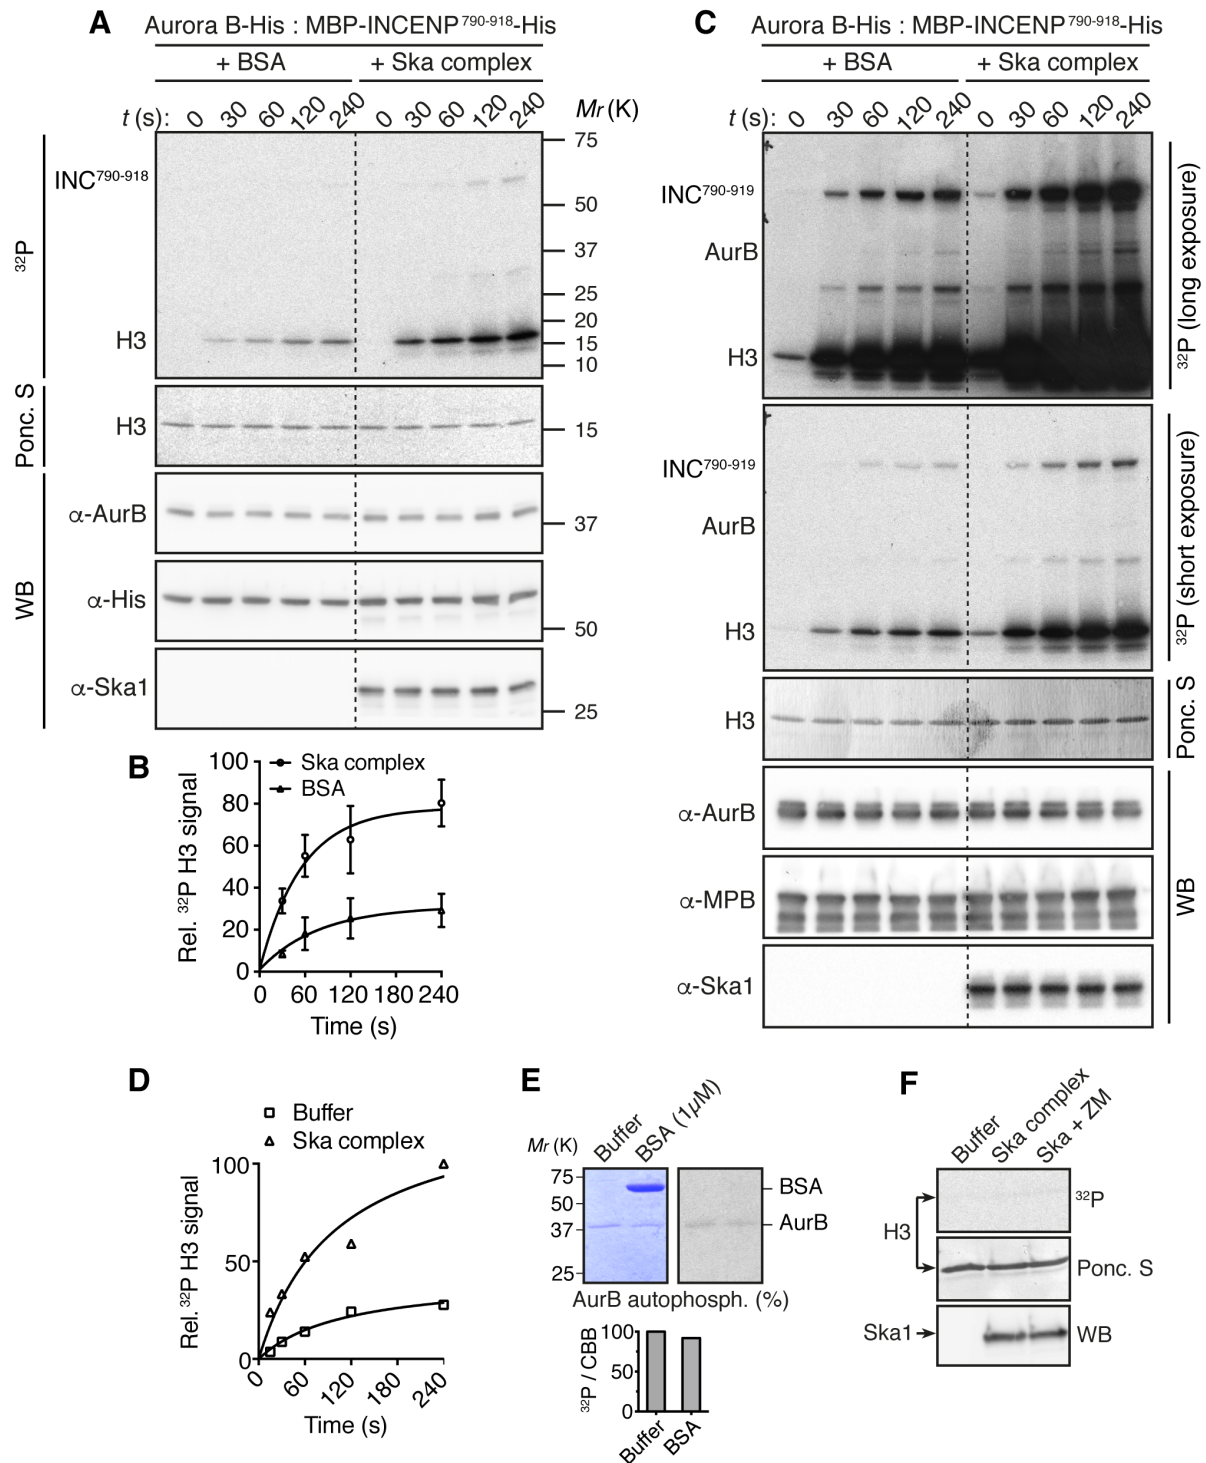 A
Aurora B-His : MBP-INCENP790-918-His
+ BSA
+ Ska complex
t (s): 0 30 60 120 240 0 30 60 120 240 Mr (K)
75
INC790-918
50
37
25
20
H3
15
10
32P
H3
15
Ponc. S
α-AurB
37
α-His
50
α-Ska1
25
WB
B
Ska complex
BSA
100
80
60
40
20
0
Rel. 32P H3 signal
0 60 120 180 240
Time (s)
C
Aurora B-His : MBP-INCENP790-918-His
+ BSA
+ Ska complex
t (s): 0 30 60 120 240 0 30 60 120 240
INC790-919
AurB
H3
32P (long exposure)
INC790-919
AurB
H3
32P (short exposure)
H3
Ponc. S
α-AurB
α-MPB
α-Ska1
WB
D
Buffer
Ska complex
100
50
0
Rel. 32P H3 signal
0 60 120 180 240
Time (s)
E
Mr (K)
Buffer
BSA (1μM)
75
50
37
25
BSA
AurB
AurB autophosph. (%)
32P / CBB
100
50
0
Buffer
BSA
F
Buffer
Ska complex
Ska + ZM
H3
32P
Ponc. S
Ska1
WB